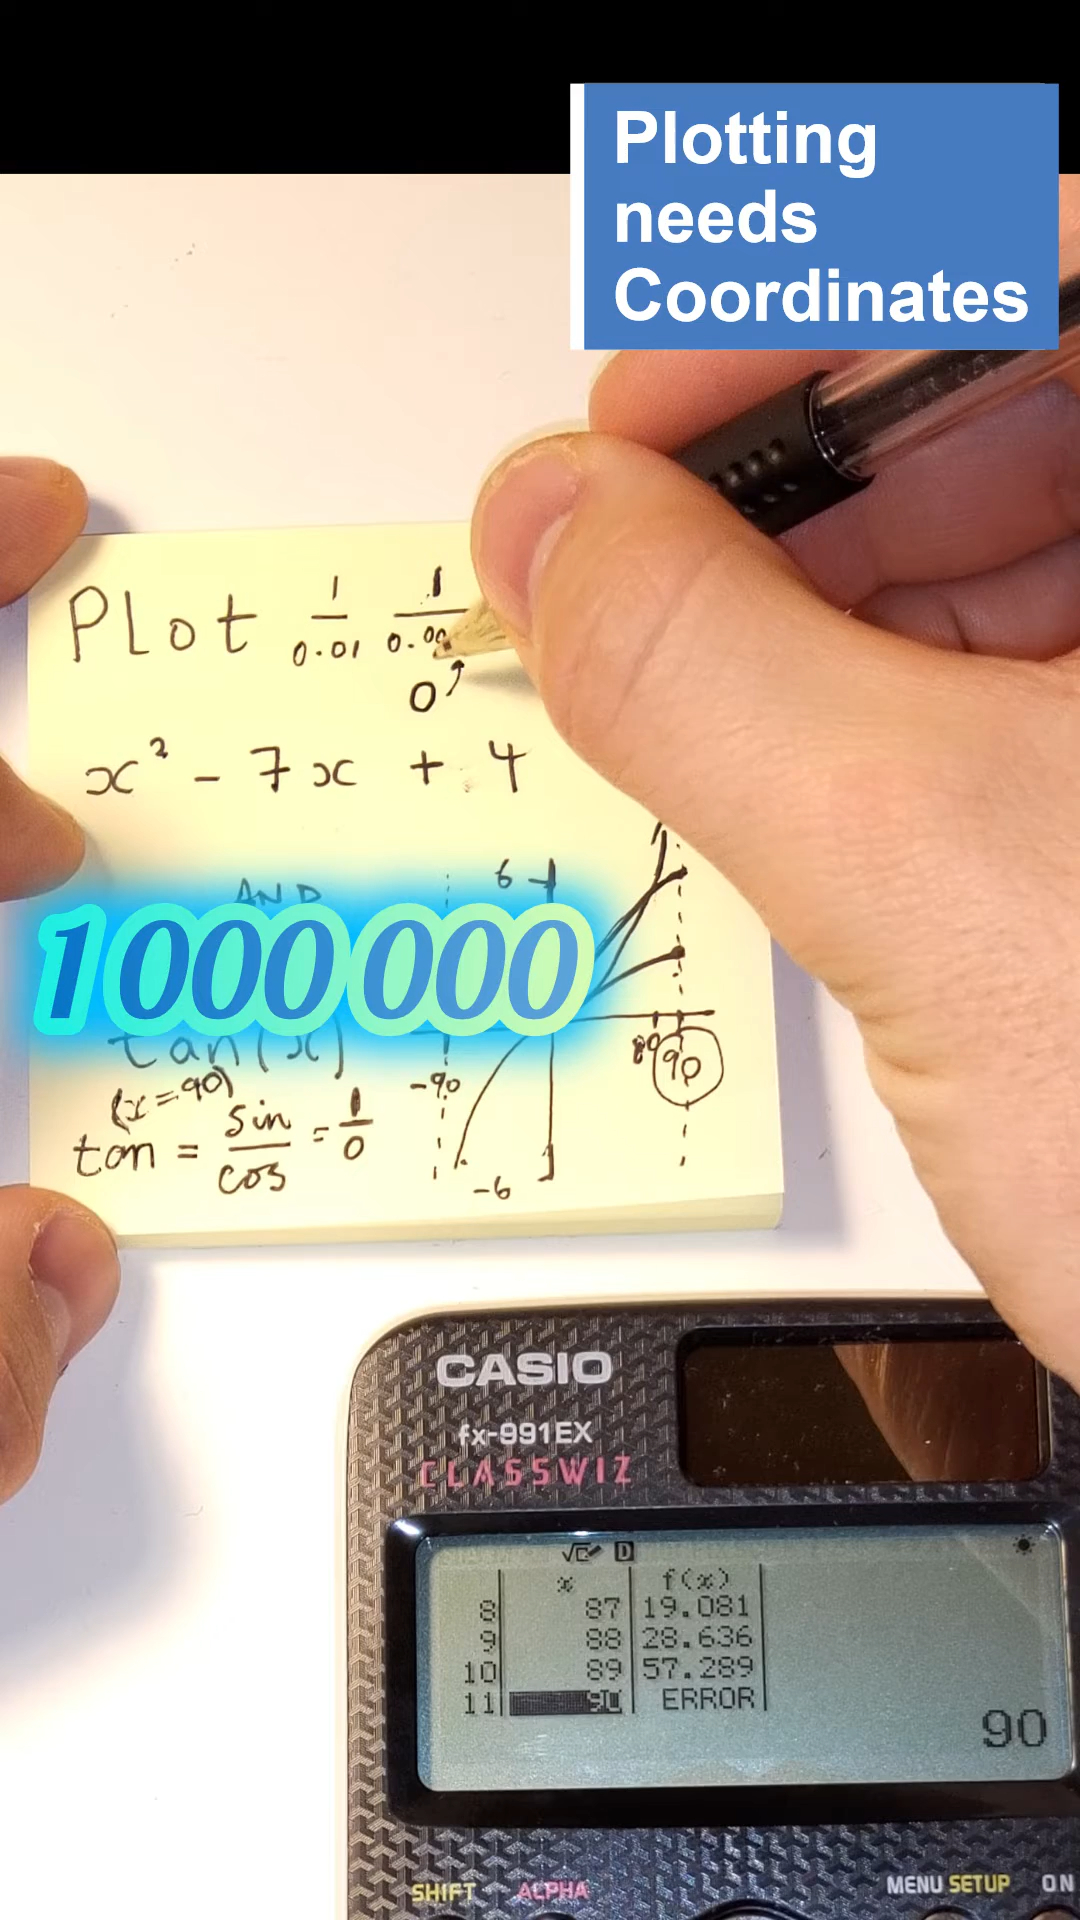 Plotting
needs
Coordinates
PLot 1/0.01 1/0.00
0
x² - 7x + 4
AND
6
1000 000
tan(x)
(x=90)
-90
89
90
tan = sin/cos = 1/0
-6
CASIO
fx-991EX
CLASSWIZ
√ D
x f(x)
8 87 19.081
9 88 28.636
10 89 57.289
11 90 ERROR
90
SHIFT ALPHA MENU SETUP ON